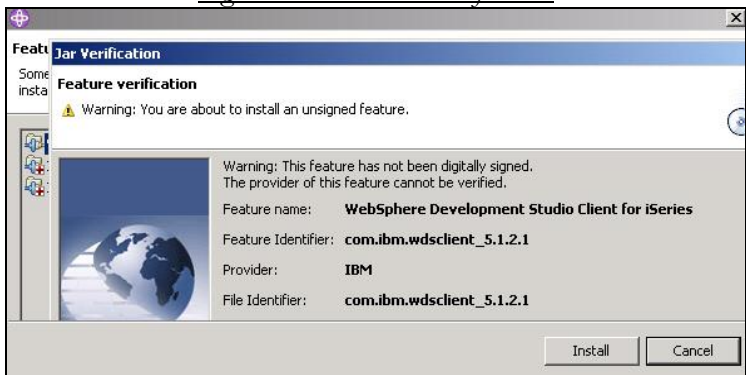 Featu
Jar Verification
Some
insta
Feature verification
Warning: You are about to install an unsigned feature.
Warning: This feature has not been digitally signed.
The provider of this feature cannot be verified.
Feature name: WebSphere Development Studio Client for iSeries
Feature Identifier: com.ibm.wdsclient_5.1.2.1
Provider: IBM
File Identifier: com.ibm.wdsclient_5.1.2.1
Install Cancel